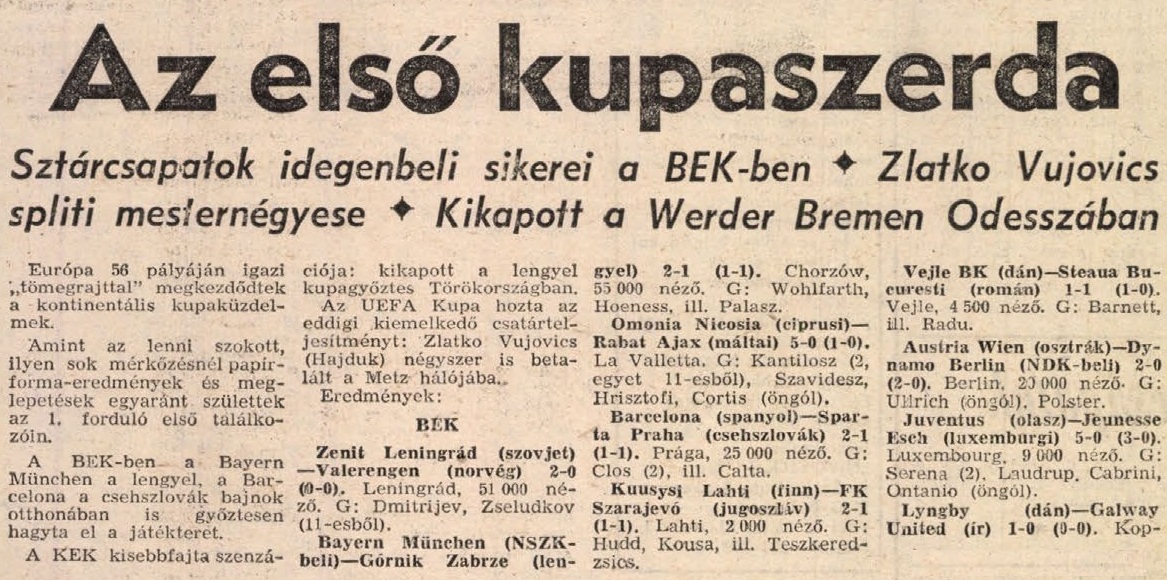 Az első kupaszerda
Sztárcsapatok idegenbeli sikerei a BEK-ben ✦ Zlatko Vujovics
spliti mesternégyese ✦ Kikapott a Werder Bremen Odesszában
Európa 56 pályáján igazi
„tömegrajttal" megkezdődtek
a kontinentális kupaküzdel-
mek.
Amint az lenni szokott,
ilyen sok mérkőzésnél papír-
forma-eredmények és meg-
lepetések egyaránt születtek
az 1. forduló első találko-
zóin.
A BEK-ben a Bayern
München a lengyel, a Bar-
celona a csehszlovák bajnok
otthonában is győztesen
hagyta el a játékteret.
A KEK kisebbfajta szenzá-
ciója: kikapott a lengyel
kupagyőztes Törökországban.
Az UEFA Kupa hozta az
eddigi kiemelkedő csatártel-
jesítményt: Zlatko Vujovics
(Hajduk) négyszer is beta-
lált a Metz hálójába.
Eredmények:
BEK
Zenit Leningrád (szovjet)
—Valerengen (norvég) 2-0
(0-0). Leningrád, 51 000 né-
ző. G: Dmitrijev, Zseludkov
(11-esből).
Bayern München (NSZK-
beli)—Górnik Zabrze (len-
gyel) 2-1 (1-1). Chorzów,
55 000 néző. G: Wohlfarth,
Hoeness, ill. Palasz.
Omonia Nicosia (ciprusi)—
Rabat Ajax (máltai) 5-0 (1-0).
La Valletta. G: Kantilosz (2,
egyet 11-esből), Szavidesz,
Hrisztofi, Cortis (öngól).
Barcelona (spanyol)—Spar-
ta Praha (csehszlovák) 2-1
(1-1). Prága, 25 000 néző. G:
Clos (2), ill. Calta.
Kuusysi Lahti (finn)—FK
Szarajevó (jugoszláv) 2-1
(1-1). Lahti, 2 000 néző. G:
Hudd, Kousa, ill. Teszkered-
zsics.
Vejle BK (dán)—Steaua Bu-
curesti (román) 1-1 (1-0).
Vejle, 4 500 néző. G: Barnett,
ill. Radu.
Austria Wien (osztrák)—Dy-
namo Berlin (NDK-beli) 2-0
(2-0). Berlin, 20 000 néző. G:
Ullrich (öngól), Polster.
Juventus (olasz)—Jeunesse
Esch (luxemburgi) 5-0 (3-0).
Luxembourg, 9 000 néző. G:
Serena (2), Laudrup, Cabrini,
Ontanio (öngól).
Lyngby (dán)—Galway
United (ír) 1-0 (0-0). Kop-